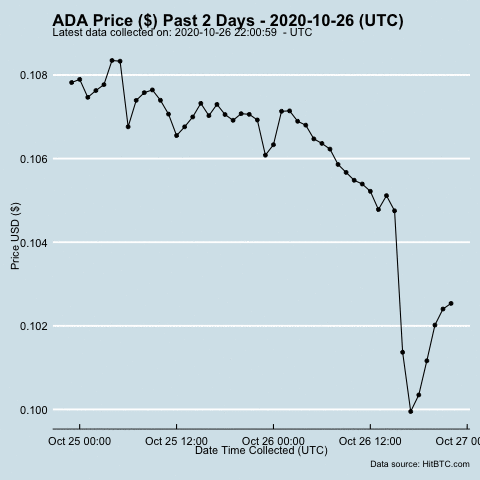 ADA Price ($) Past 2 Days - 2020-10-26 (UTC)
Latest data collected on: 2020-10-26 22:00:59 - UTC
Price USD ($)
0.108
0.106
0.104
0.102
0.100
Oct 25 00:00 Oct 25 12:00 Oct 26 00:00 Oct 26 12:00 Oct 27 0
Date Time Collected (UTC)
Data source: HitBTC.com